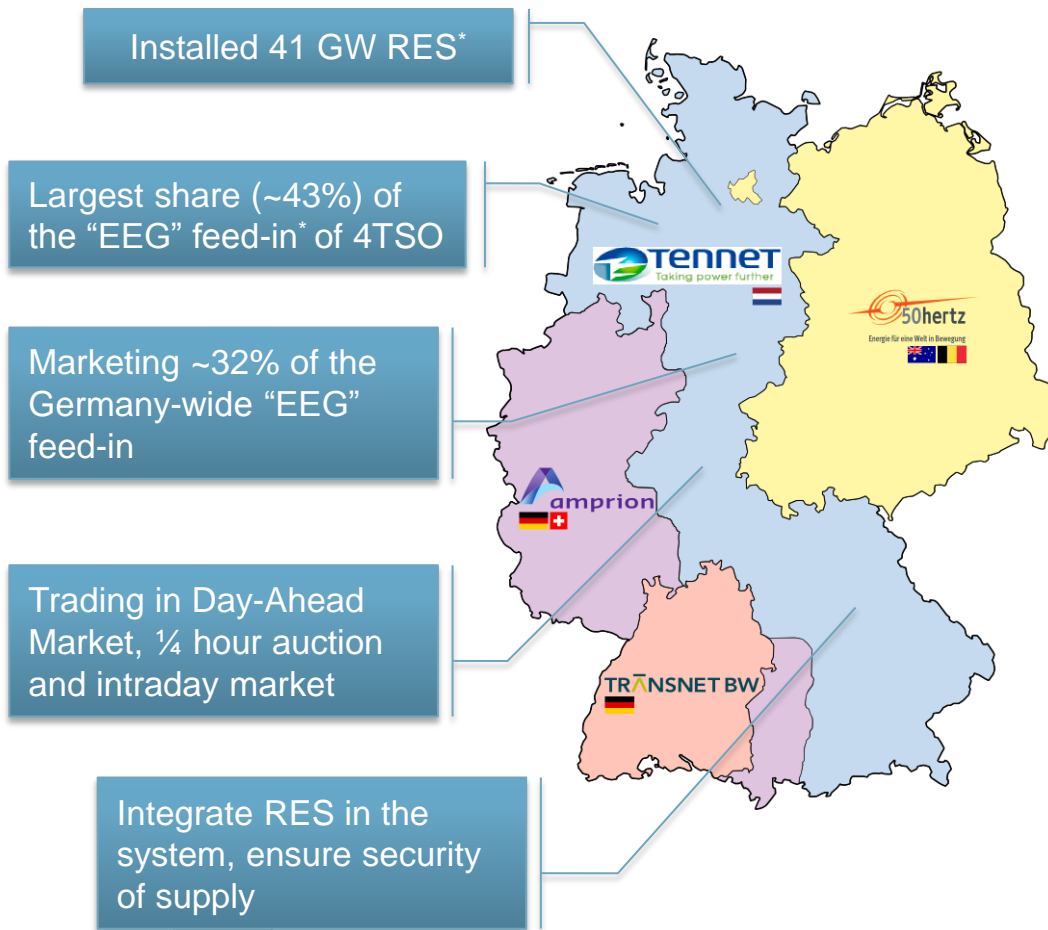 Installed 41 GW RES*
Largest share (~43%) of
the “EEG” feed-in* of 4TSO
Marketing ~32% of the
Germany-wide “EEG”
feed-in
Trading in Day-Ahead
Market, ¼ hour auction
and intraday market
Integrate RES in the
system, ensure security
of supply
TENNET
Taking power further
50hertz
Energie für eine Welt in Bewegung
amprion
TRANSNET BW